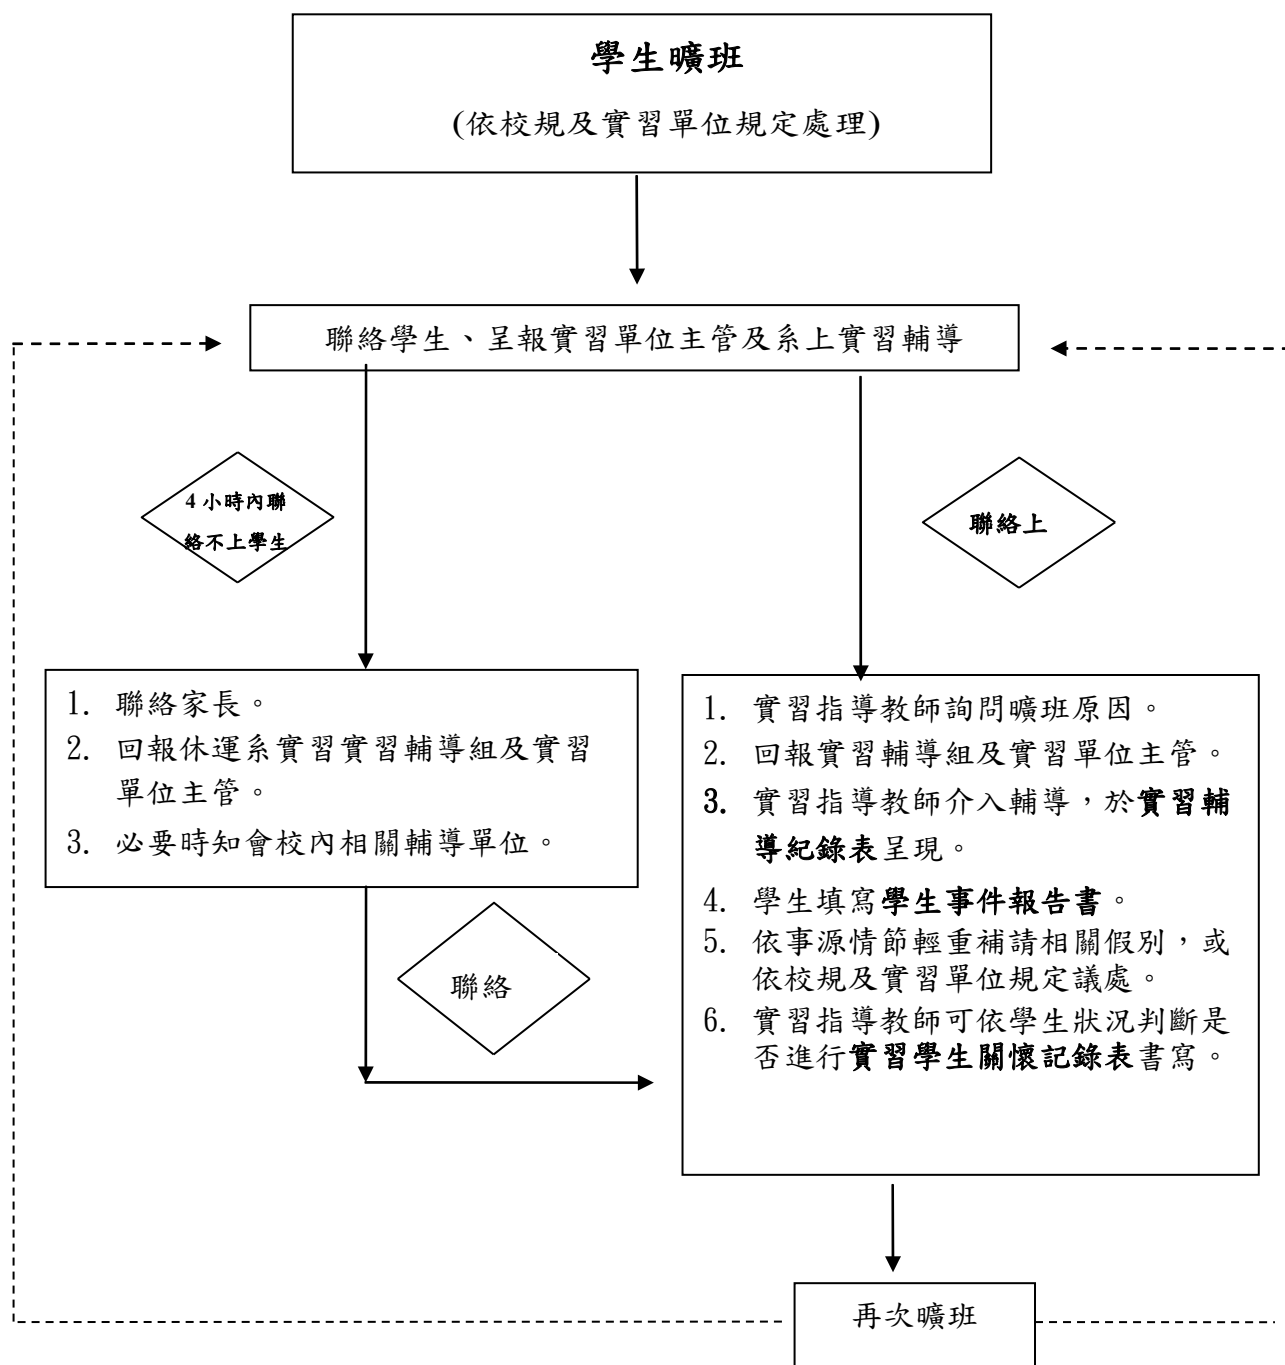 學生曠班
(依校規及實習單位規定處理)
聯絡學生、呈報實習單位主管及系上實習輔導
4 小時內聯
絡不上學生
聯絡上
1. 聯絡家長。
2. 回報休運系實習實習輔導組及實習
單位主管。
3. 必要時知會校內相關輔導單位。
1. 實習指導教師詢問曠班原因。
2. 回報實習輔導組及實習單位主管。
3. 實習指導教師介入輔導，於實習輔
導紀錄表呈現。
4. 學生填寫學生事件報告書。
5. 依事源情節輕重補請相關假別，或
依校規及實習單位規定議處。
6. 實習指導教師可依學生狀況判斷是
否進行實習學生關懷記錄表書寫。
聯絡
再次曠班